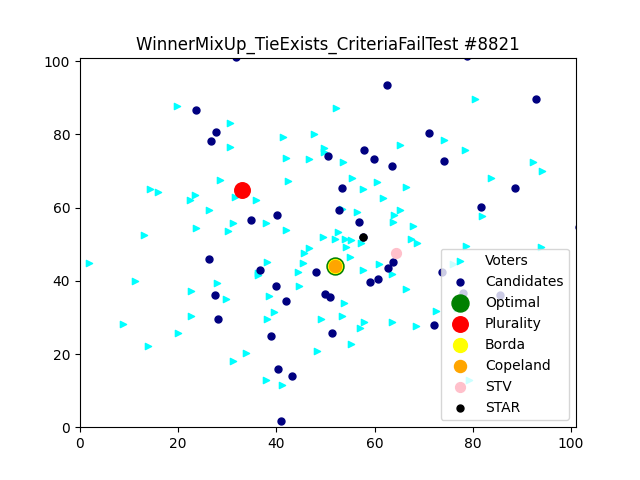 WinnerMixUp_TieExists_CriteriaFailTest #8821
100
80
60
40
20
0
0 20 40 60 80 100
Voters
Candidates
Optimal
Plurality
Borda
Copeland
STV
STAR